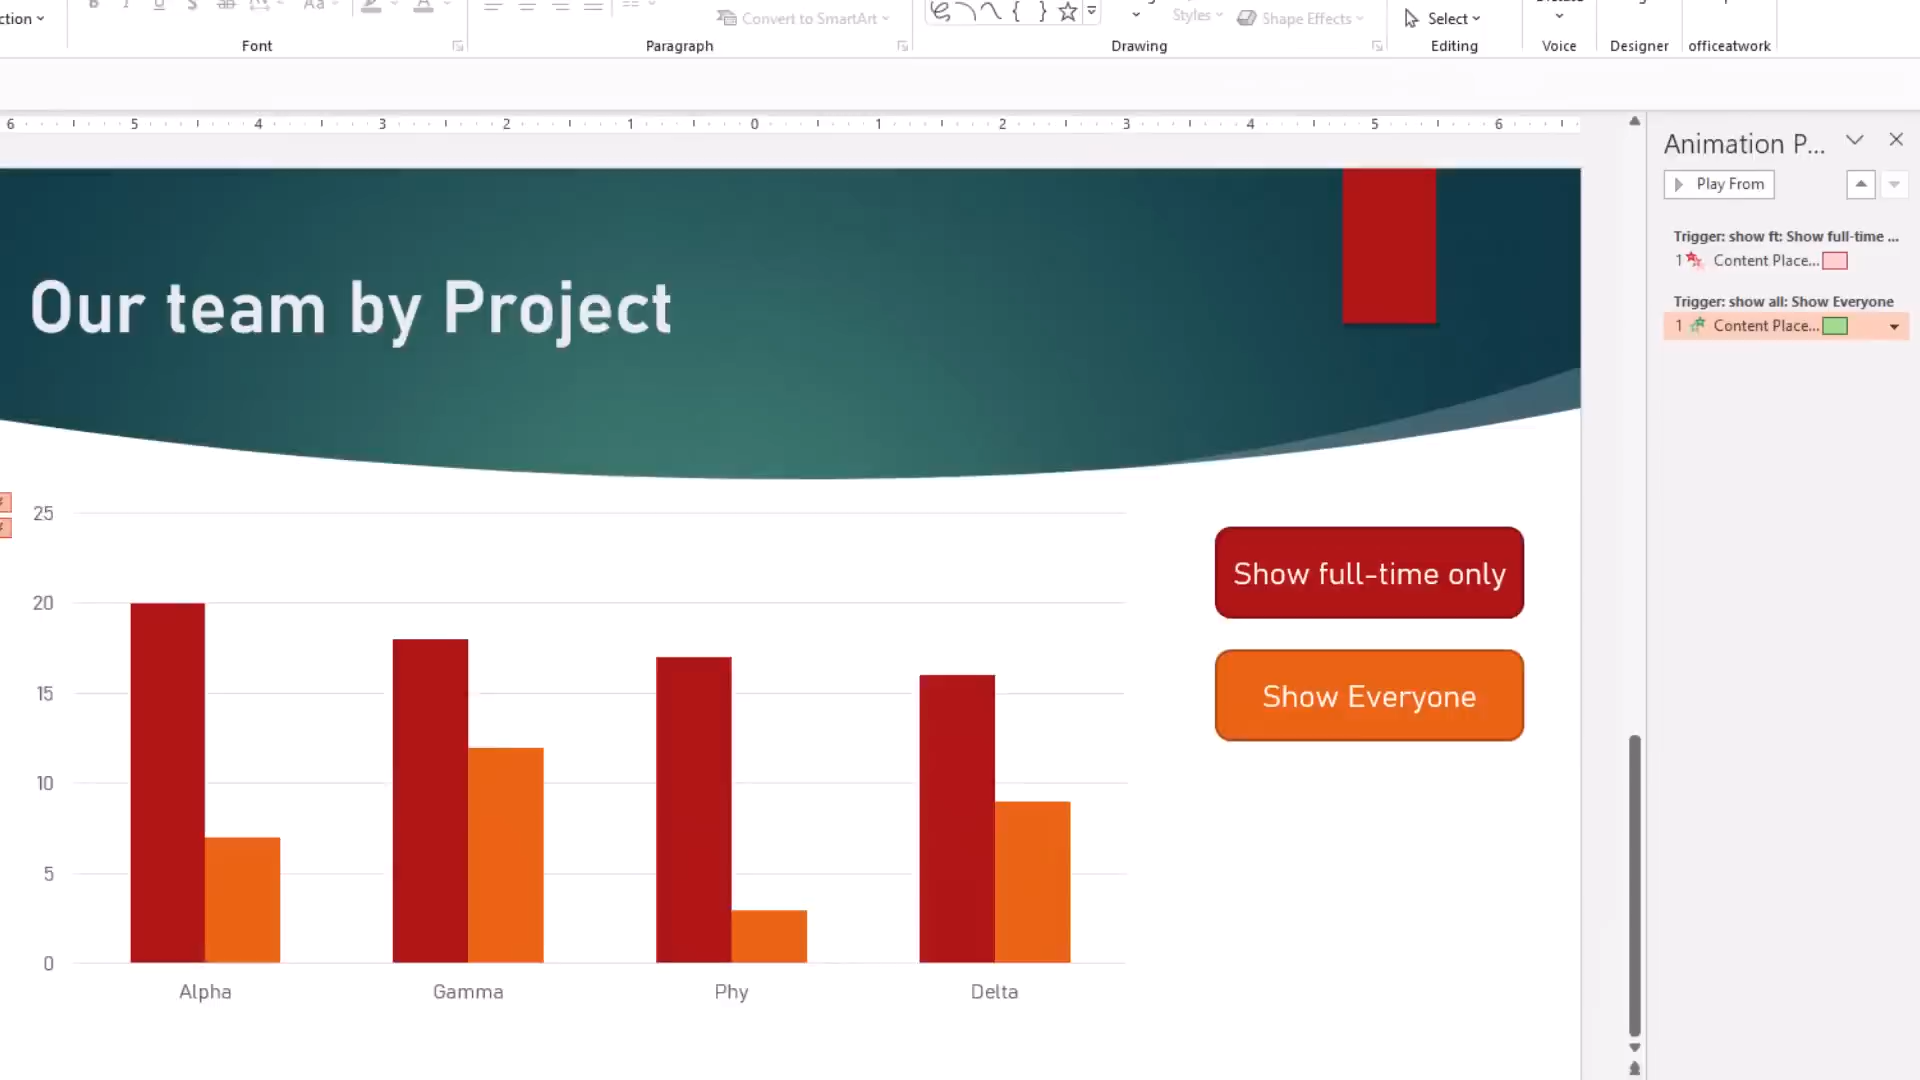 ction
Aa
Convert to SmartArt
Styles
Shape Effects
Select
Font
Paragraph
Drawing
Editing
Voice
Designer
officeatwork
6 5 4 3 2 1 0 1 2 3 4 5 6
Animation P...
Play From
Trigger: show ft: Show full-time ...
1 Content Place...
Trigger: show all: Show Everyone
1 Content Place...
Our team by Project
25
20
15
10
5
0
Alpha
Gamma
Phy
Delta
Show full-time only
Show Everyone